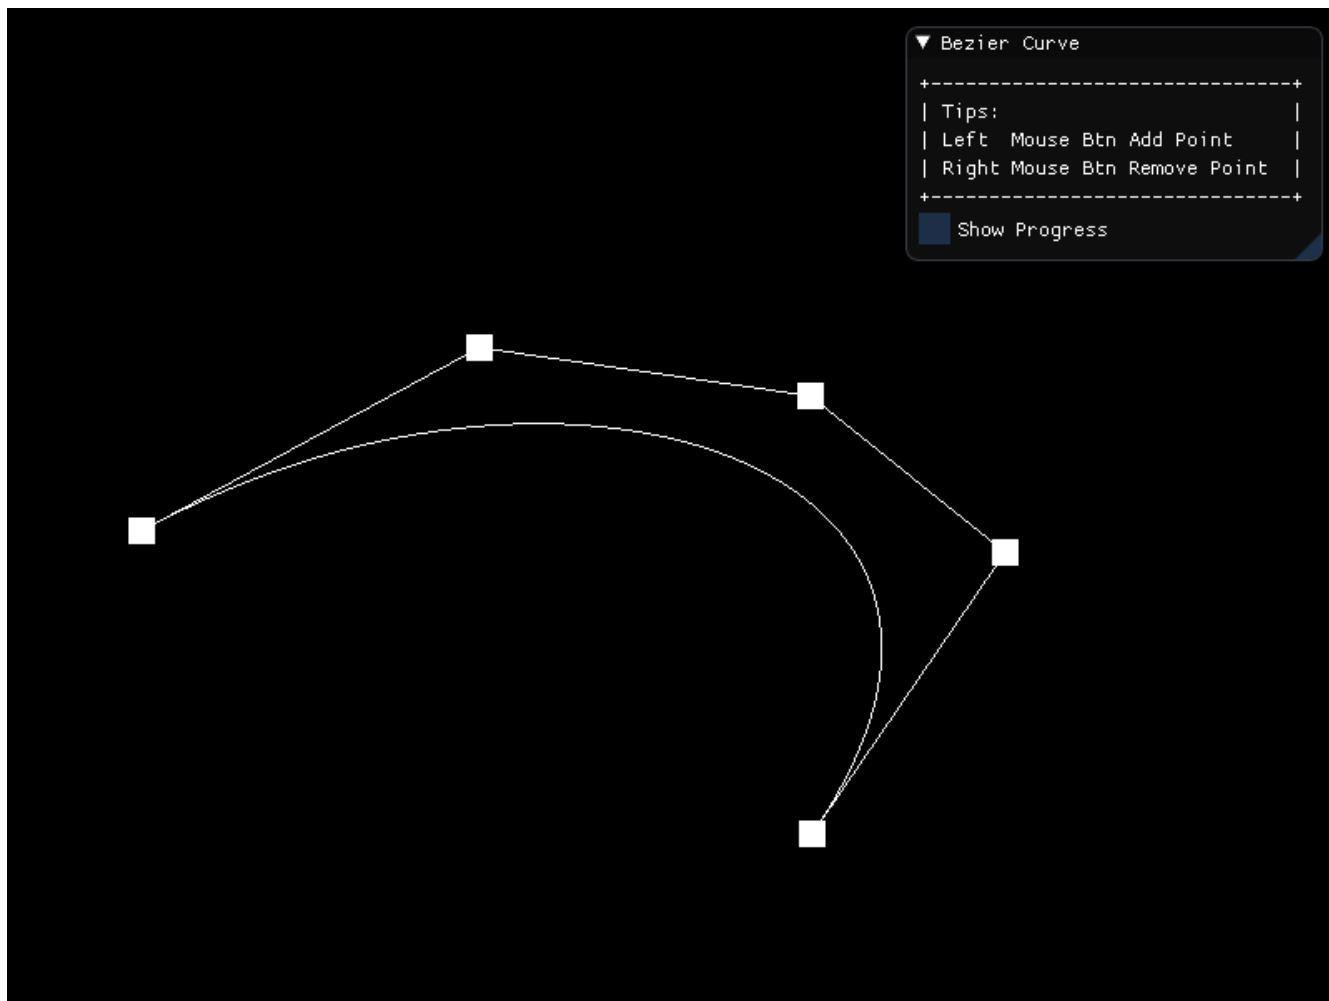 ▼ Bezier Curve
+-------------------------------+
| Tips:                         |
| Left  Mouse Btn Add Point     |
| Right Mouse Btn Remove Point  |
+-------------------------------+
Show Progress